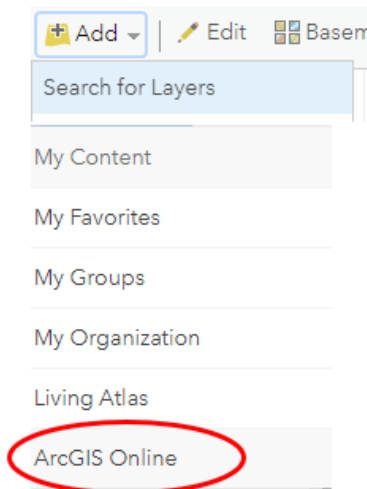 Add Edit Basem
Search for Layers
My Content
My Favorites
My Groups
My Organization
Living Atlas
ArcGIS Online